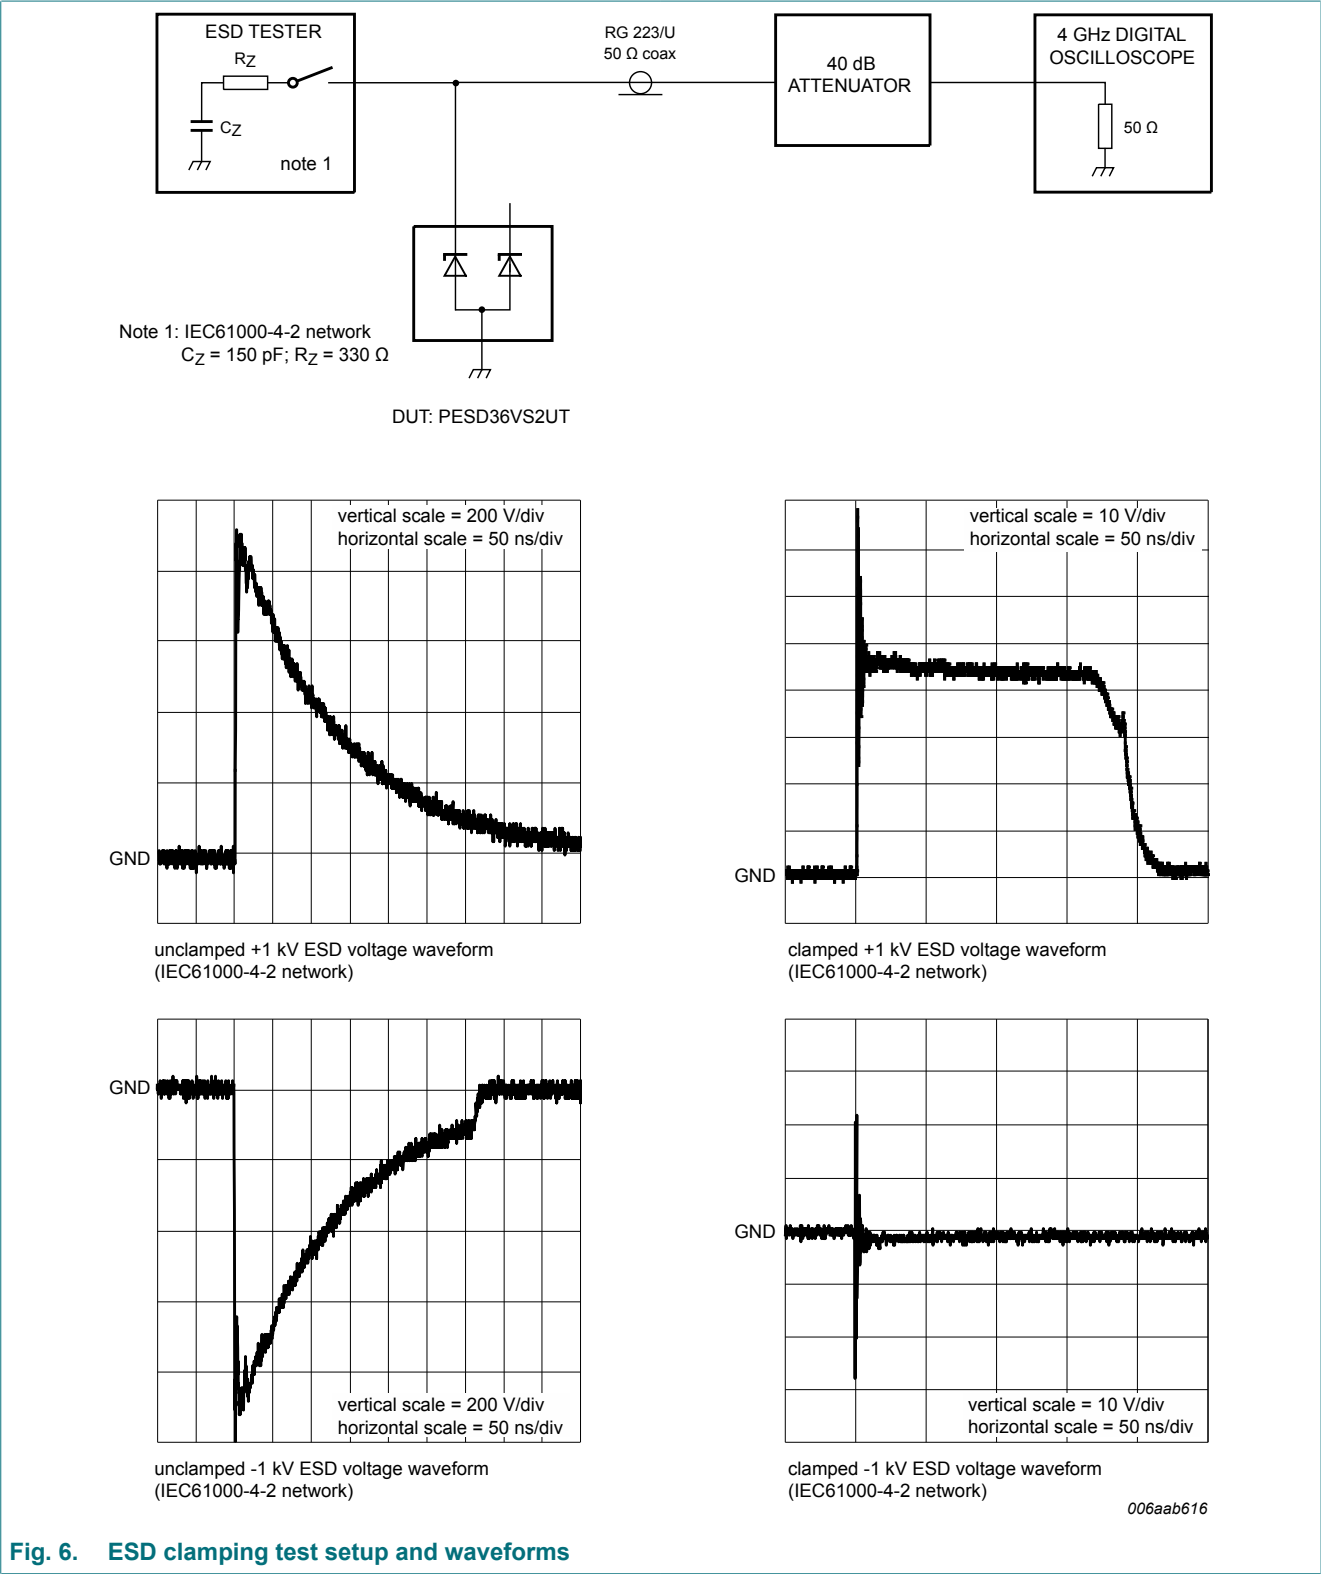 ESD TESTER
RZ
CZ
note 1
RG 223/U
50 Ω coax
40 dB
ATTENUATOR
4 GHz DIGITAL
OSCILLOSCOPE
50 Ω
Note 1: IEC61000-4-2 network
CZ = 150 pF; RZ = 330 Ω
DUT: PESD36VS2UT
vertical scale = 200 V/div
horizontal scale = 50 ns/div
GND
unclamped +1 kV ESD voltage waveform
(IEC61000-4-2 network)
vertical scale = 10 V/div
horizontal scale = 50 ns/div
GND
clamped +1 kV ESD voltage waveform
(IEC61000-4-2 network)
GND
vertical scale = 200 V/div
horizontal scale = 50 ns/div
unclamped -1 kV ESD voltage waveform
(IEC61000-4-2 network)
GND
vertical scale = 10 V/div
horizontal scale = 50 ns/div
clamped -1 kV ESD voltage waveform
(IEC61000-4-2 network)
006aab616
Fig. 6. ESD clamping test setup and waveforms